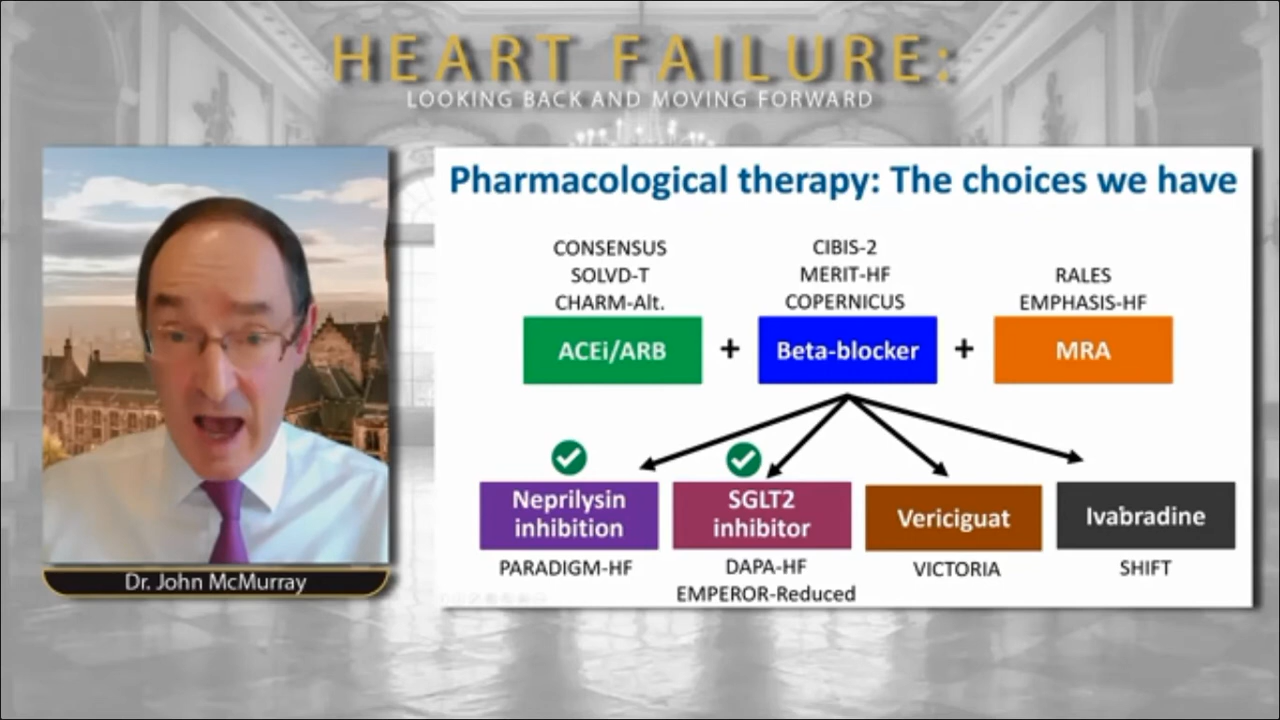 HEART FAILURE:
LOOKING BACK AND MOVING FORWARD
Pharmacological therapy: The choices we have
CONSENSUS
SOLVD-T
CHARM-Alt.
CIBIS-2
MERIT-HF
COPERNICUS
RALES
EMPHASIS-HF
ACEi/ARB
+
Beta-blocker
+
MRA
Neprilysin
inhibition
SGLT2
inhibitor
Vericiguat
Ivabradine
PARADIGM-HF
DAPA-HF
EMPEROR-Reduced
VICTORIA
SHIFT
Dr. John McMurray